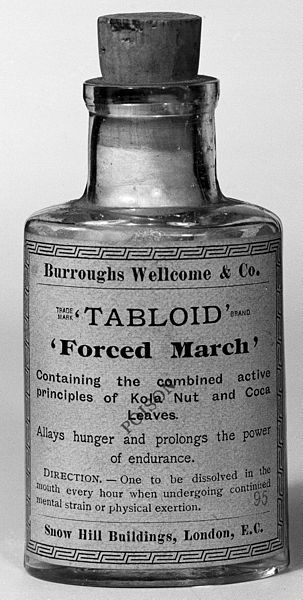 Burroughs Wellcome & Co.
TRADE MARK 'TABLOID' BRAND
'Forced March'
Containing the combined active
principles of Kola Nut and Coca
Leaves.
POISON
Allays hunger and prolongs the power
of endurance.
DIRECTION. — One to be dissolved in the
mouth every hour when undergoing continued
mental strain or physical exertion.
95
Snow Hill Buildings, London, E.C.